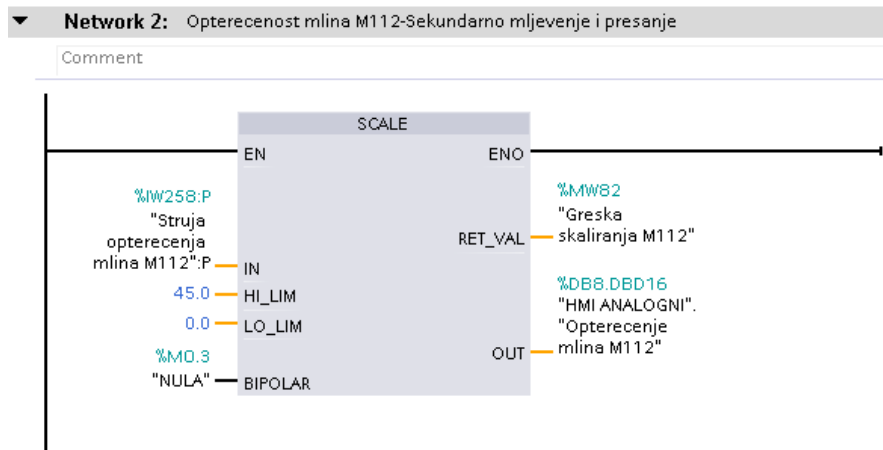 Network 2: Opterecenost mlina M112-Sekundarno mljevenje i presanje
Comment
SCALE
EN
ENO
%IW258:P
"Struja
opterecenja
mlina M112":P
IN
45.0
HI_LIM
0.0
LO_LIM
%M0.3
"NULA"
BIPOLAR
%MW82
"Greska
skaliranja M112"
RET_VAL
%DB8.DBD16
"HMI ANALOGNI".
"Opterecenje
mlina M112"
OUT